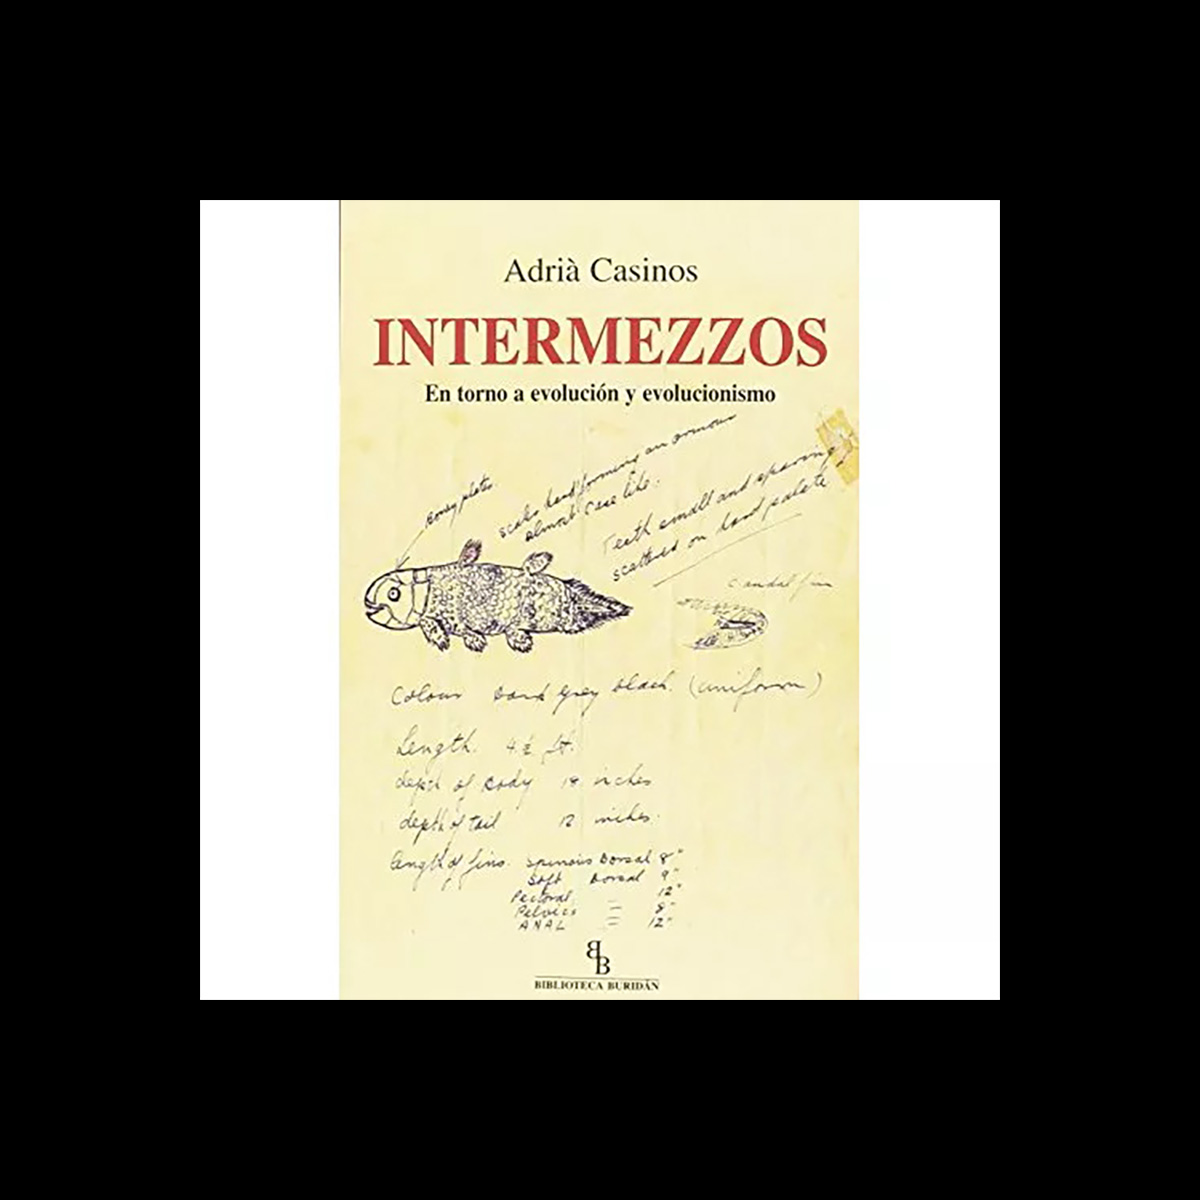 Adrià Casinos
INTERMEZZOS
En torno a evolución y evolucionismo
boney plates.
scales hard forming an armour
almost case like.
Teeth small and sparing
scattered on hard palate
caudal fin
Colour dark grey black. (uniform)
Length. 4½ ft.
depth of body 18 inches
depth of tail 12 inches.
length of fins. Spinous Dorsal 8"
Soft Dorsal 9"
Pectoral 12"
Pelvics = 8"
ANAL = 12"
BB
BIBLIOTECA BURIDÁN